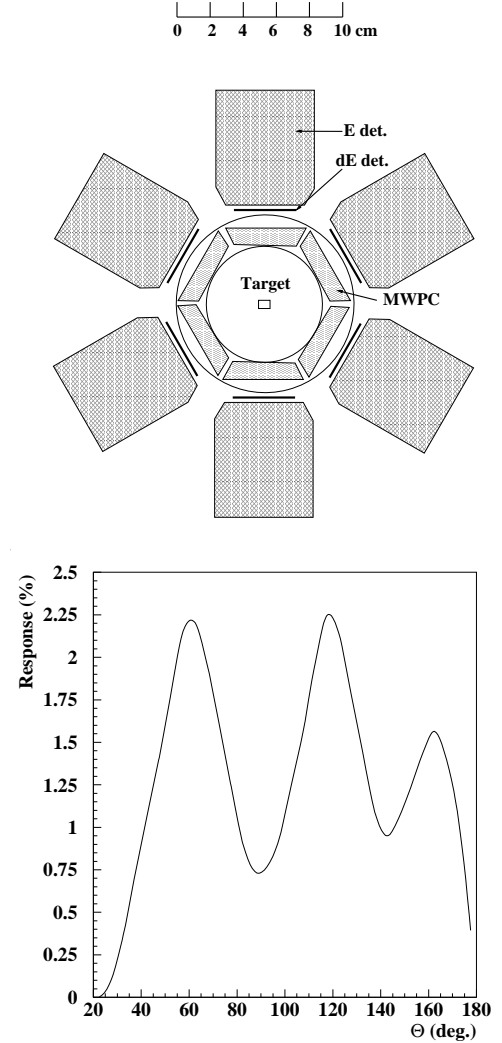 0 2 4 6 8 10 cm
E det.
dE det.
Target
MWPC
Response (%)
2.5
2.25
2
1.75
1.5
1.25
1
0.75
0.5
0.25
0
20 40 60 80 100 120 140 160 180
Θ (deg.)